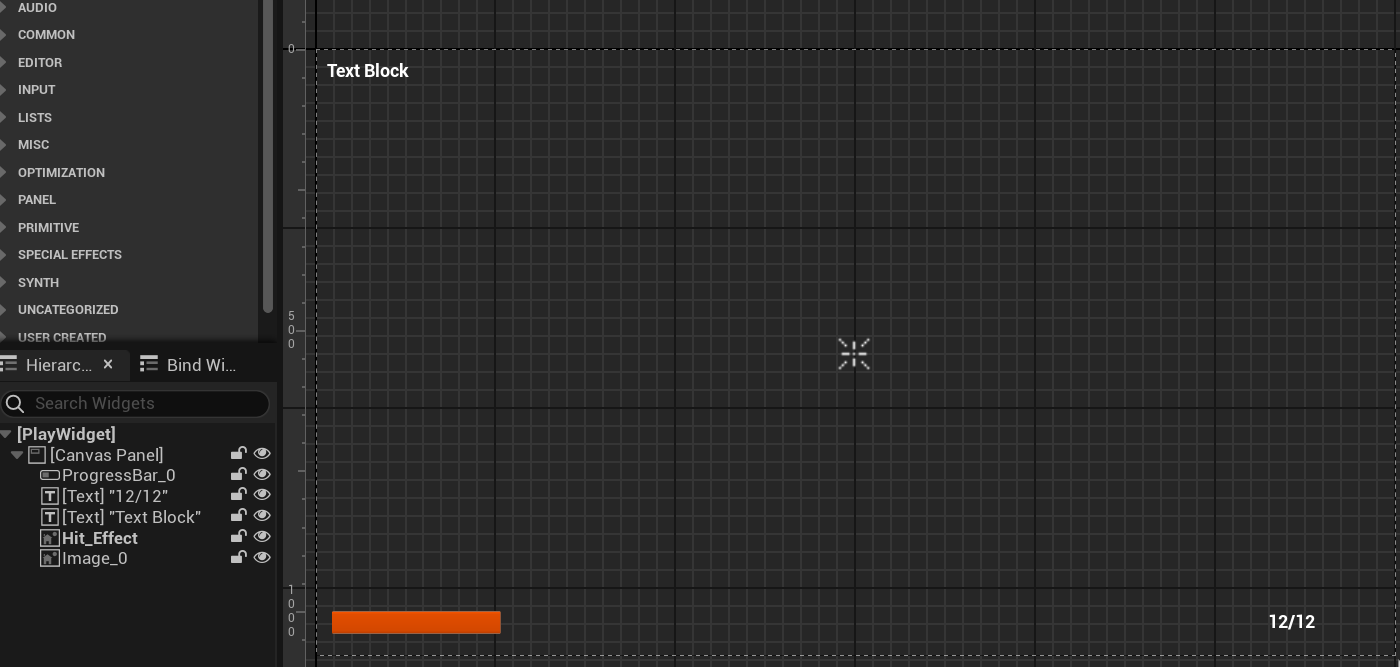 AUDIO
COMMON
EDITOR
INPUT
LISTS
MISC
OPTIMIZATION
PANEL
PRIMITIVE
SPECIAL EFFECTS
SYNTH
UNCATEGORIZED
USER CREATED
Hierarc...
Bind Wi...
Search Widgets
[PlayWidget]
[Canvas Panel]
ProgressBar_0
[Text] "12/12"
[Text] "Text Block"
Hit_Effect
Image_0
0
500
1000
Text Block
12/12